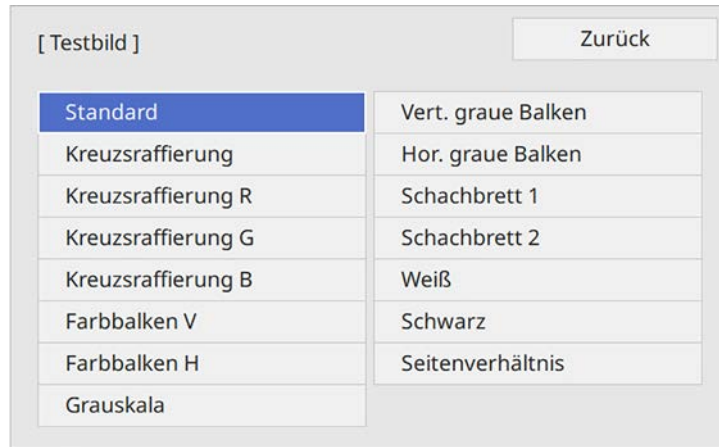 [ Testbild ]
Zurück
Standard
Kreuzsraffierung
Kreuzsraffierung R
Kreuzsraffierung G
Kreuzsraffierung B
Farbbalken V
Farbbalken H
Grauskala
Vert. graue Balken
Hor. graue Balken
Schachbrett 1
Schachbrett 2
Weiß
Schwarz
Seitenverhältnis